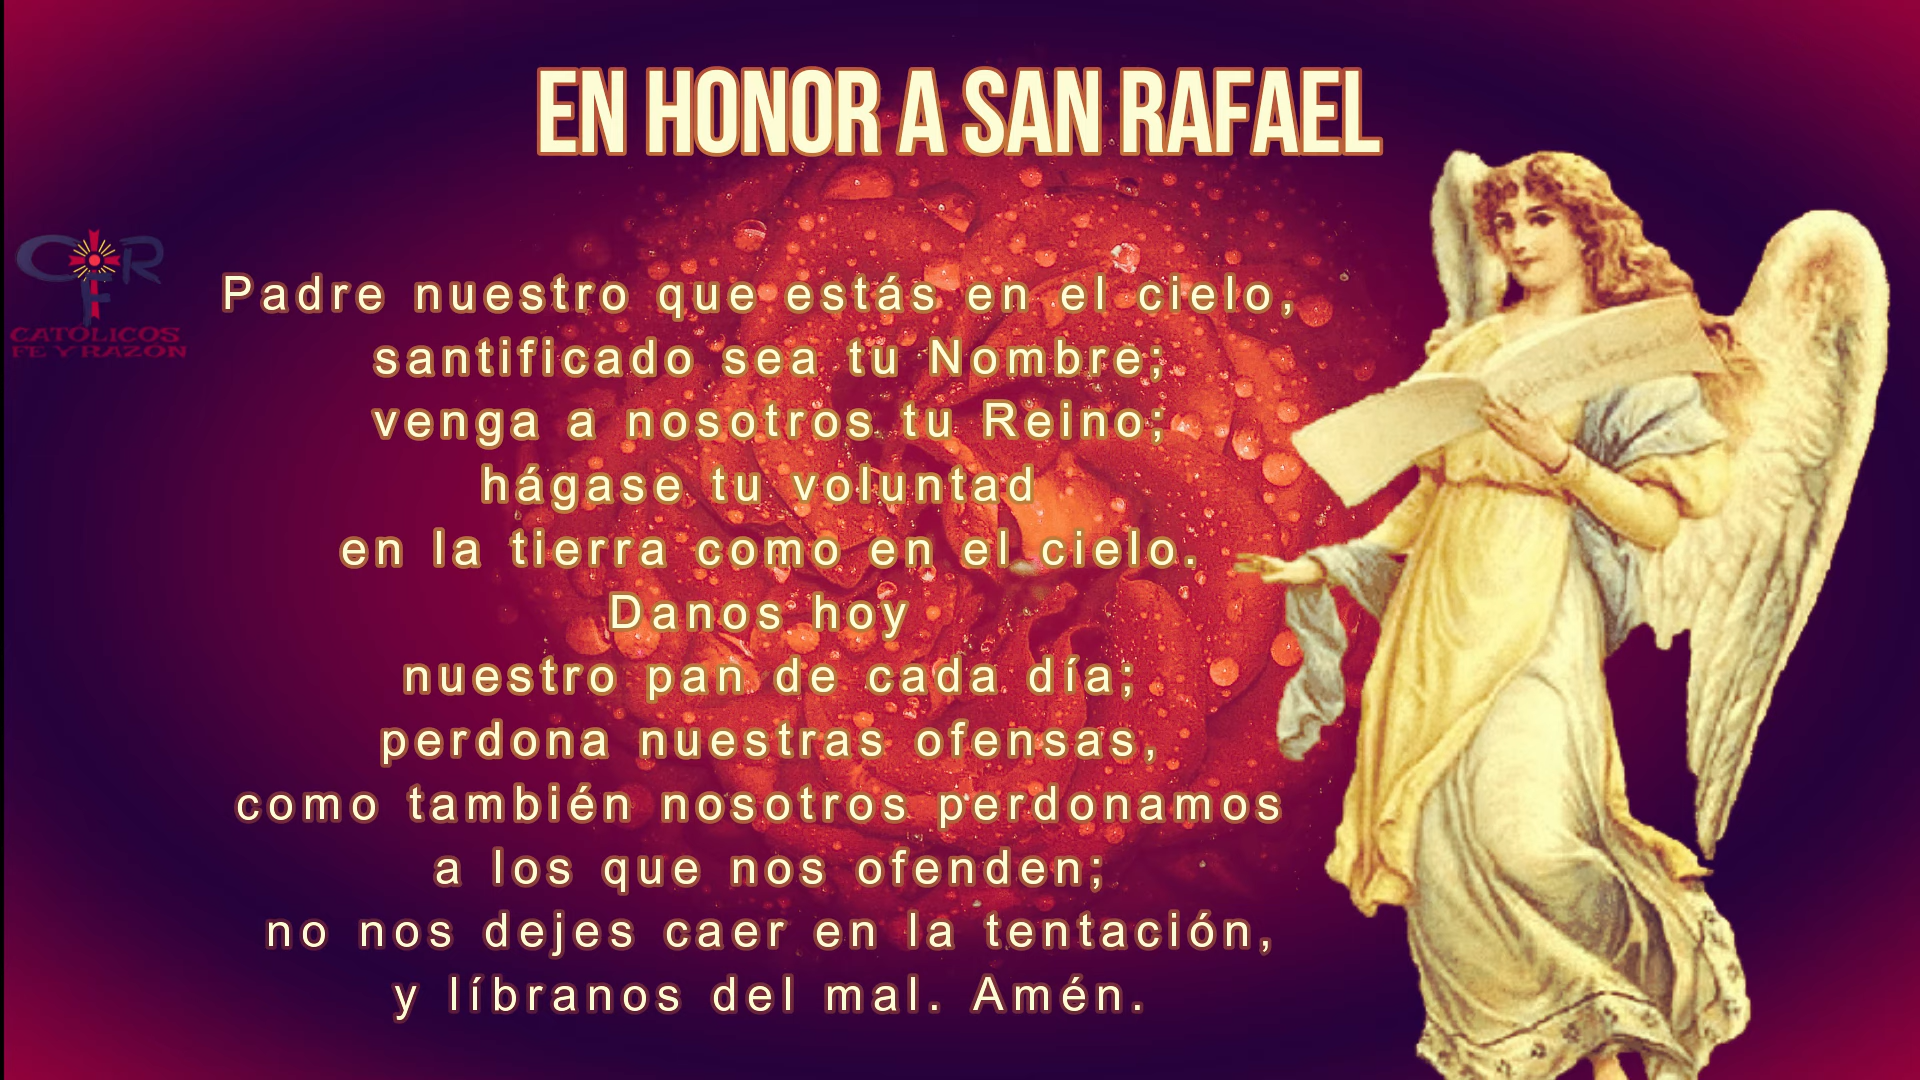 EN HONOR A SAN RAFAEL
Padre nuestro que estás en el cielo,
santificado sea tu Nombre;
venga a nosotros tu Reino;
hágase tu voluntad
en la tierra como en el cielo.
Danos hoy
nuestro pan de cada día;
perdona nuestras ofensas,
como también nosotros perdonamos
a los que nos ofenden;
no nos dejes caer en la tentación,
y líbranos del mal. Amén.
CFR
CATÓLICOS
FE Y RAZÓN